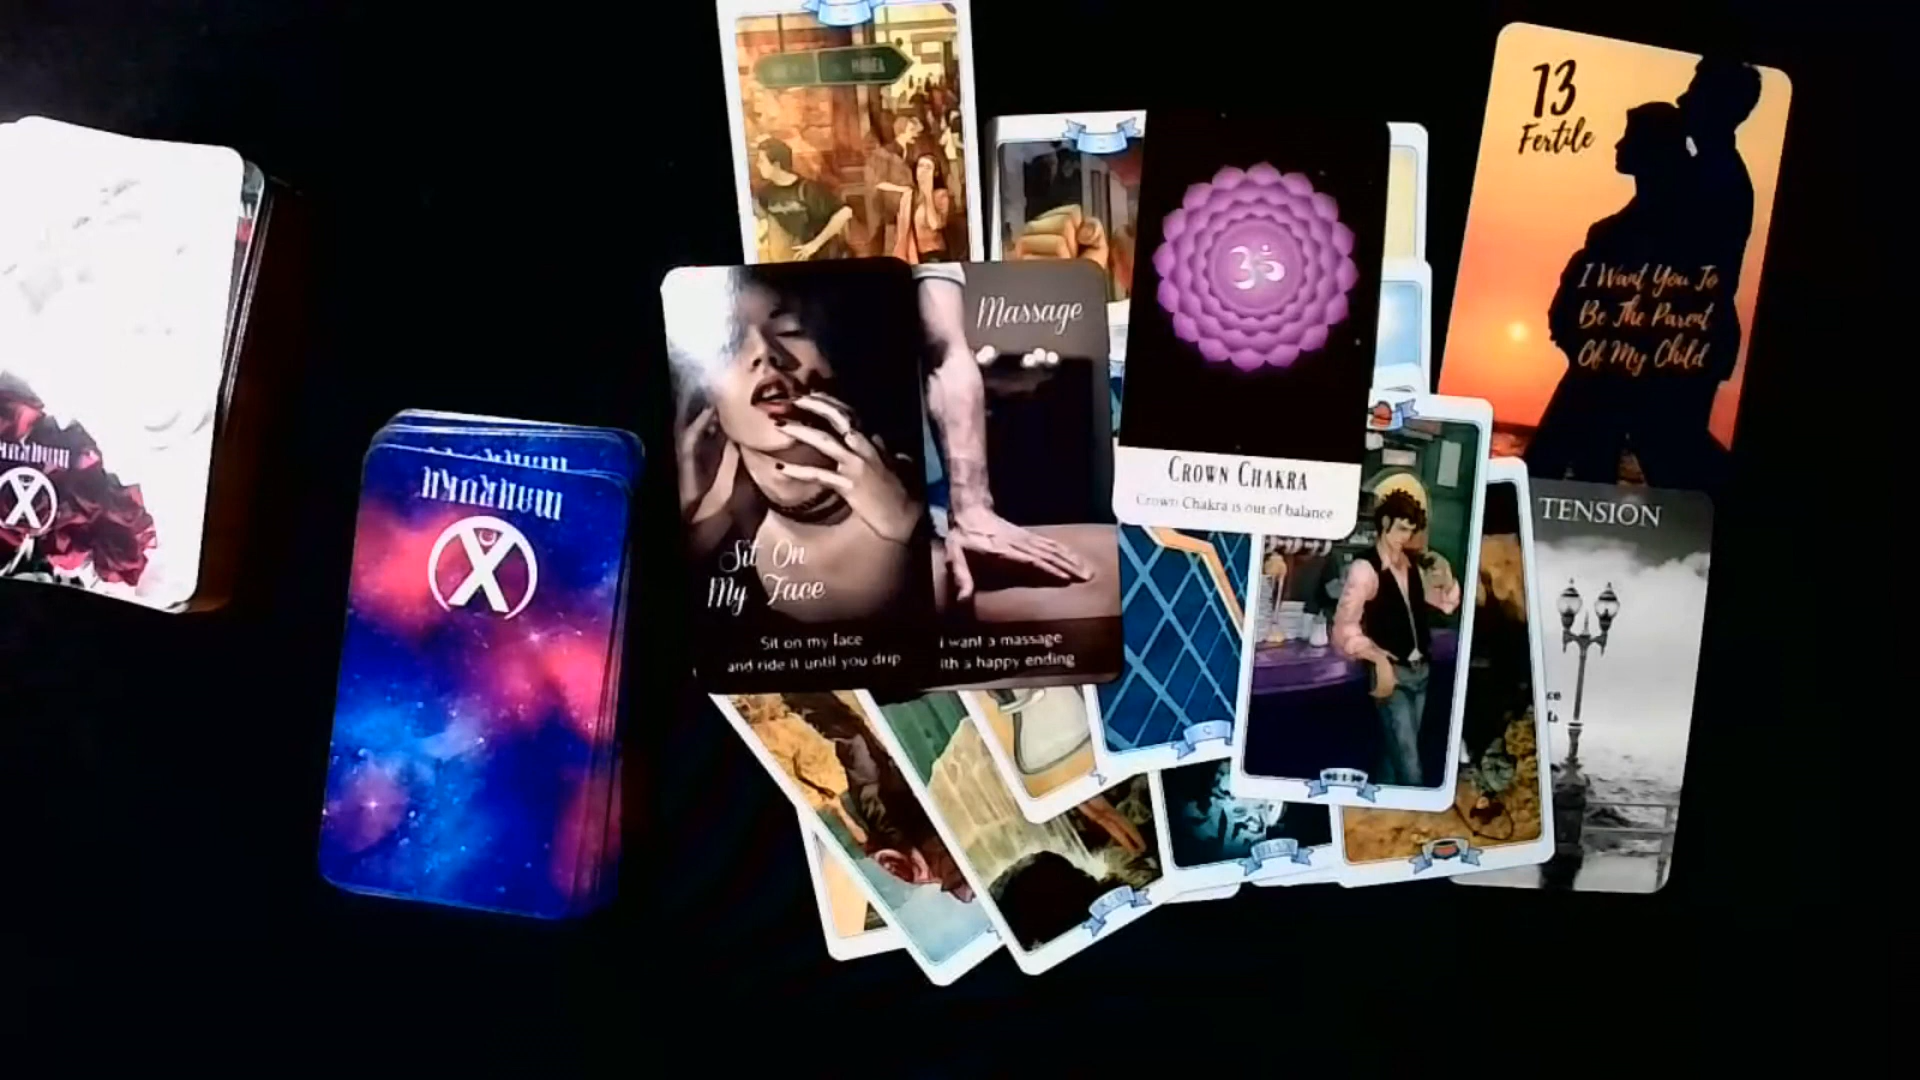 13
Fertile
I Want You To
Be The Parent
Of My Child
Massage
Crown Chakra
Crown Chakra is out of balance
TENSION
Sit On
My Face
Sit on my face
and ride it until you drip
I want a massage
ith a happy ending